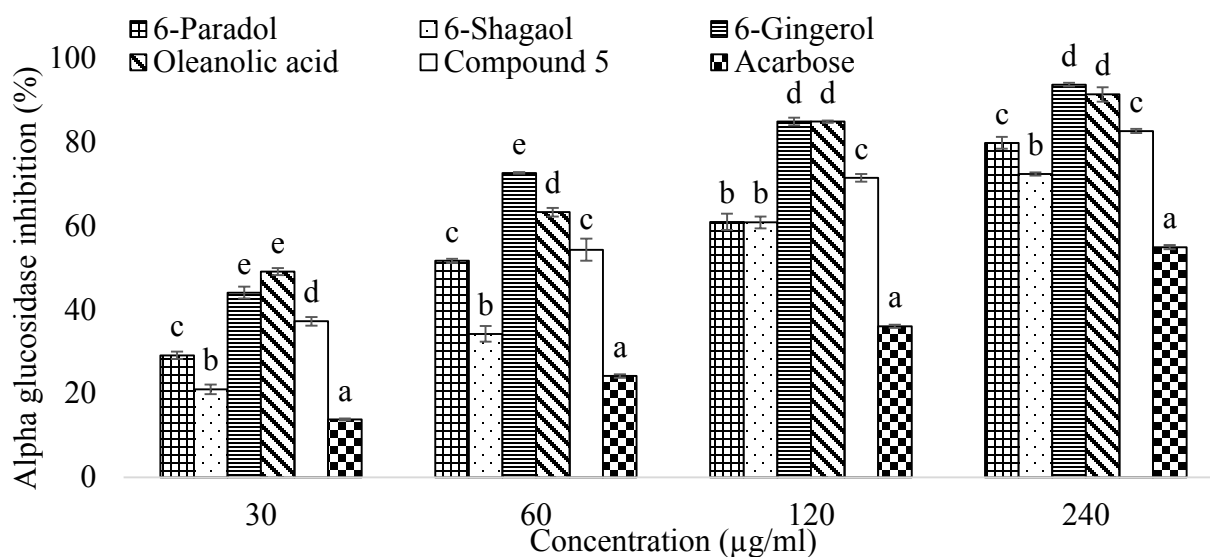 6-Paradol 6-Shagaol 6-Gingerol
Oleanolic acid Compound 5 Acarbose
Alpha glucosidase inhibition (%)
100
80
60
40
20
0
c b e e d a
c b e d c a
b b d d c a
c b d d c a
30 60 120 240
Concentration (µg/ml)